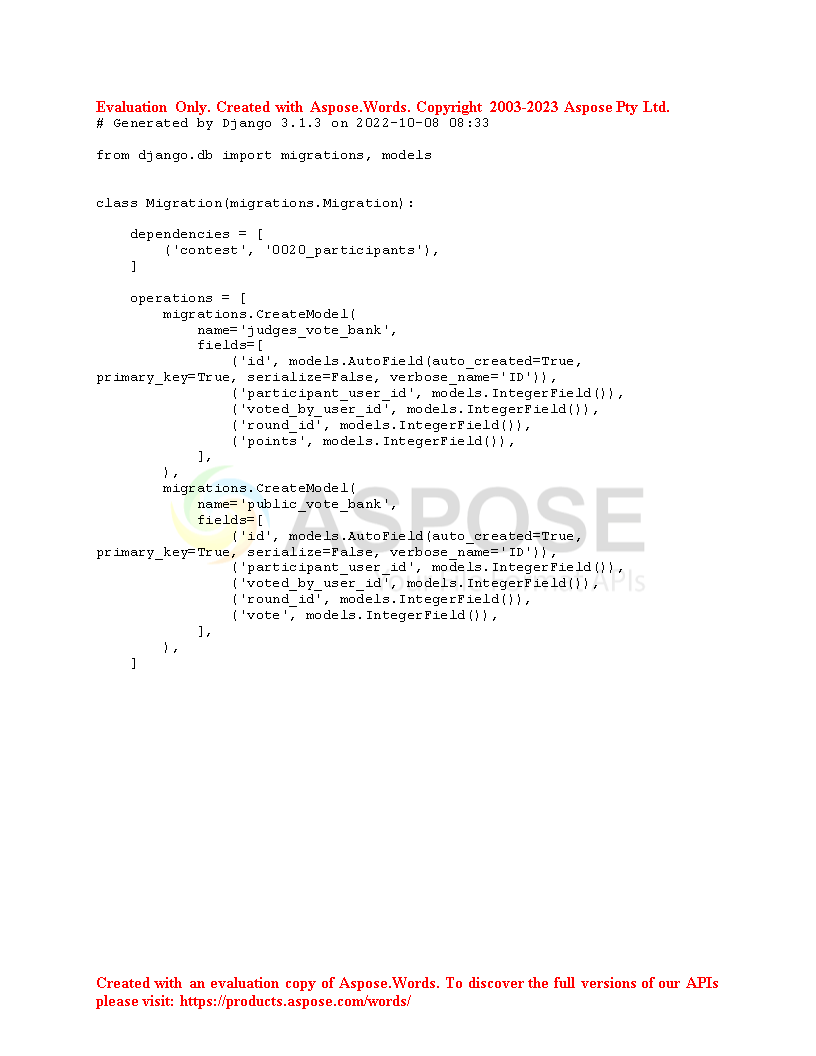 Evaluation Only. Created with Aspose.Words. Copyright 2003-2023 Aspose Pty Ltd.
# Generated by Django 3.1.3 on 2022-10-08 08:33

from django.db import migrations, models


class Migration(migrations.Migration):

    dependencies = [
        ('contest', '0020_participants'),
    ]

    operations = [
        migrations.CreateModel(
            name='judges_vote_bank',
            fields=[
                ('id', models.AutoField(auto_created=True,
primary_key=True, serialize=False, verbose_name='ID')),
                ('participant_user_id', models.IntegerField()),
                ('voted_by_user_id', models.IntegerField()),
                ('round_id', models.IntegerField()),
                ('points', models.IntegerField()),
            ],
        ),
        migrations.CreateModel(
            name='public_vote_bank',
            fields=[
                ('id', models.AutoField(auto_created=True,
primary_key=True, serialize=False, verbose_name='ID')),
                ('participant_user_id', models.IntegerField()),
                ('voted_by_user_id', models.IntegerField()),
                ('round_id', models.IntegerField()),
                ('vote', models.IntegerField()),
            ],
        ),
    ]
ASPOSE
APIs
Created with an evaluation copy of Aspose.Words. To discover the full versions of our APIs
please visit: https://products.aspose.com/words/